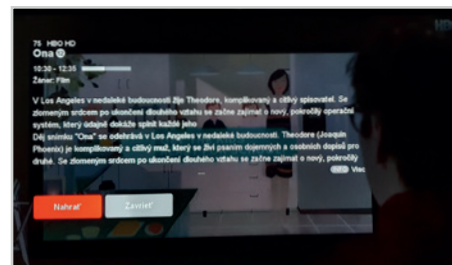 HBO
75 HBO HD
Ona
10:30 - 12:35
Žáner: Film
V Los Angeles v nedaleké budoucnosti žije Theodore, komplikovaný a citlivý spisovatel. Se
zlomeným srdcem po ukončení dlouhého vztahu se začne zajímat o nový, pokročilý operační
systém, který údajně dokáže splnit každé jeho
Děj snímku "Ona" se odehrává v Los Angeles v nedaleké budoucnosti. Theodore (Joaquin
Phoenix) je komplikovaný a citlivý muž, který se živí psaním dojemných a osobních dopisů pro
druhé. Se zlomeným srdcem po ukončení dlouhého vztahu se začne zajímat o nový, pokročilý
...
INFO Viac
Nahrať
Zavrieť